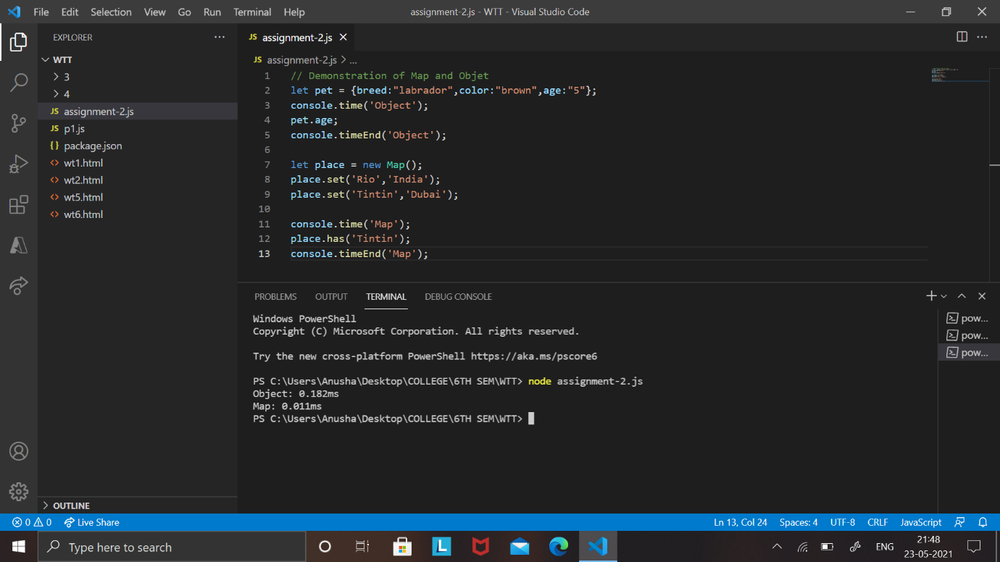 File Edit Selection View Go Run Terminal Help
assignment-2.js - WTT - Visual Studio Code
EXPLORER
WTT
3
4
JS assignment-2.js
JS p1.js
{} package.json
<> wt1.html
<> wt2.html
<> wt5.html
<> wt6.html
OUTLINE
JS assignment-2.js
JS assignment-2.js > ...
1 // Demonstration of Map and Objet
2 let pet = {breed:"labrador",color:"brown",age:"5"};
3 console.time('Object');
4 pet.age;
5 console.timeEnd('Object');
6
7 let place = new Map();
8 place.set('Rio','India');
9 place.set('Tintin','Dubai');
10
11 console.time('Map');
12 place.has('Tintin');
13 console.timeEnd('Map');
PROBLEMS OUTPUT TERMINAL DEBUG CONSOLE
Windows PowerShell
Copyright (C) Microsoft Corporation. All rights reserved.
Try the new cross-platform PowerShell https://aka.ms/pscore6
PS C:\Users\Anusha\Desktop\COLLEGE\6TH SEM\WTT> node assignment-2.js
Object: 0.182ms
Map: 0.011ms
PS C:\Users\Anusha\Desktop\COLLEGE\6TH SEM\WTT>
pow...
pow...
pow...
0 0 Live Share
Ln 13, Col 24 Spaces: 4 UTF-8 CRLF JavaScript
Type here to search
L
ENG
21:48
23-05-2021